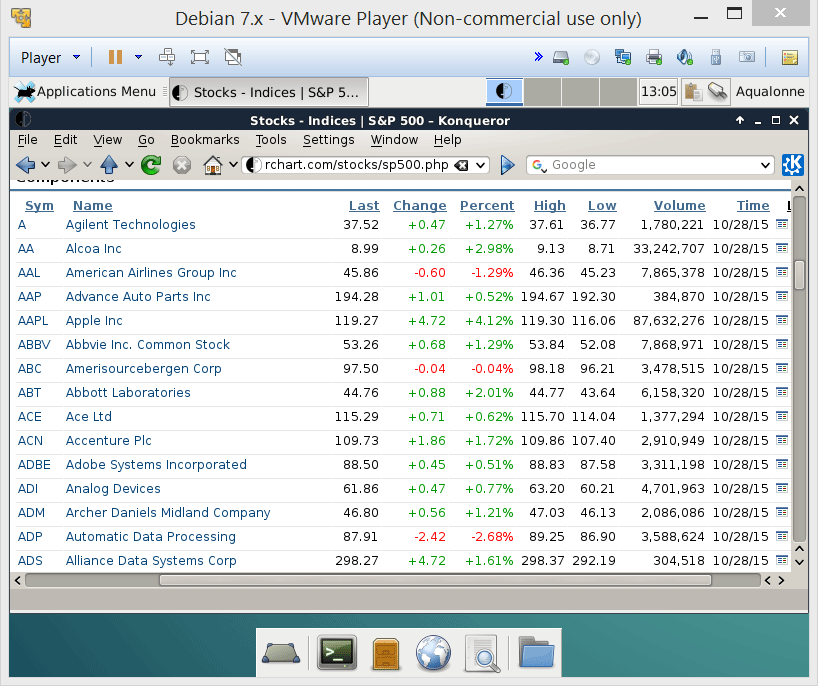 Debian 7.x - VMware Player (Non-commercial use only)
Player
Applications Menu
Stocks - Indices | S&P 5...
13:05
Aqualonne
Stocks - Indices | S&P 500 - Konqueror
File Edit View Go Bookmarks Tools Settings Window Help
rchart.com/stocks/sp500.php
Google
Components
Sym Name Last Change Percent High Low Volume Time
A Agilent Technologies 37.52 +0.47 +1.27% 37.61 36.77 1,780,221 10/28/15
AA Alcoa Inc 8.99 +0.26 +2.98% 9.13 8.71 33,242,707 10/28/15
AAL American Airlines Group Inc 45.86 -0.60 -1.29% 46.36 45.23 7,865,378 10/28/15
AAP Advance Auto Parts Inc 194.28 +1.01 +0.52% 194.67 192.30 384,870 10/28/15
AAPL Apple Inc 119.27 +4.72 +4.12% 119.30 116.06 87,632,276 10/28/15
ABBV Abbvie Inc. Common Stock 53.26 +0.68 +1.29% 53.84 52.08 7,868,971 10/28/15
ABC Amerisourcebergen Corp 97.50 -0.04 -0.04% 98.18 96.21 3,478,515 10/28/15
ABT Abbott Laboratories 44.76 +0.88 +2.01% 44.77 43.64 6,158,320 10/28/15
ACE Ace Ltd 115.29 +0.71 +0.62% 115.70 114.04 1,377,294 10/28/15
ACN Accenture Plc 109.73 +1.86 +1.72% 109.86 107.40 2,910,949 10/28/15
ADBE Adobe Systems Incorporated 88.50 +0.45 +0.51% 88.83 87.58 3,311,198 10/28/15
ADI Analog Devices 61.86 +0.47 +0.77% 63.20 60.21 4,701,963 10/28/15
ADM Archer Daniels Midland Company 46.80 +0.56 +1.21% 47.03 46.13 2,086,086 10/28/15
ADP Automatic Data Processing 87.91 -2.42 -2.68% 89.25 86.90 3,588,624 10/28/15
ADS Alliance Data Systems Corp 298.27 +4.72 +1.61% 298.37 292.19 304,518 10/28/15